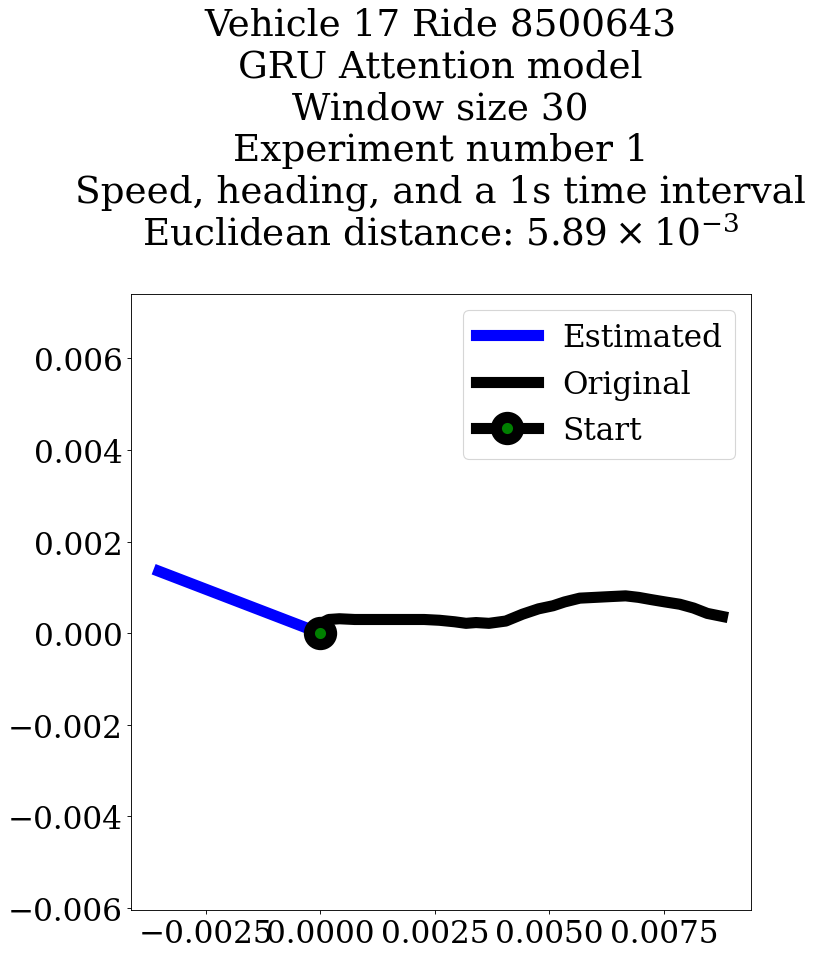 Vehicle 17 Ride 8500643
GRU Attention model
Window size 30
Experiment number 1
Speed, heading, and a 1s time interval
Euclidean distance: 5.89 × 10⁻³
Estimated
Original
Start
0.006
0.004
0.002
0.000
−0.002
−0.004
−0.006
−0.0025 0.0000 0.0025 0.0050 0.0075